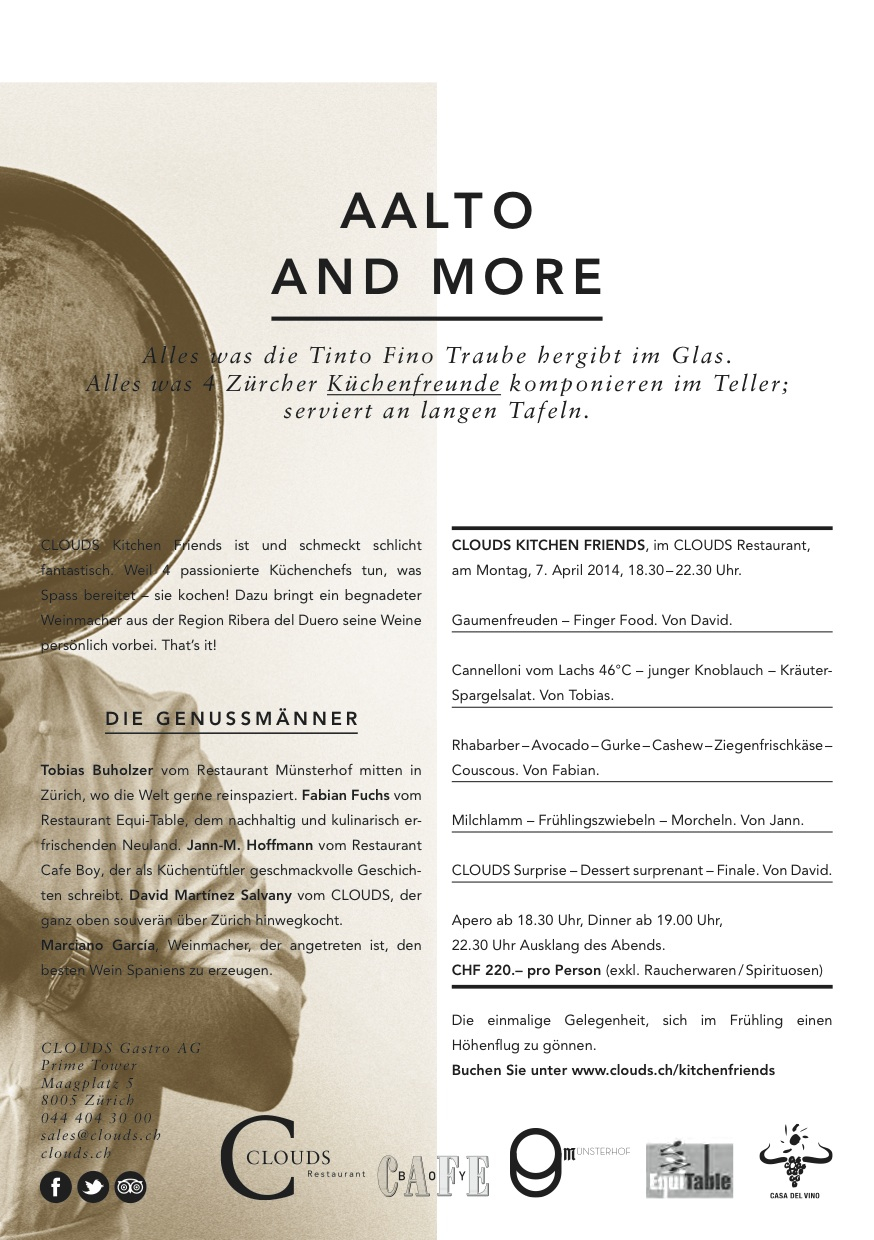 AALTO
AND MORE
Alles was die Tinto Fino Traube hergibt im Glas.
Alles was 4 Zürcher Küchenfreunde komponieren im Teller;
serviert an langen Tafeln.
CLOUDS Kitchen Friends ist und schmeckt schlicht
fantastisch. Weil 4 passionierte Küchenchefs tun, was
Spass bereitet – sie kochen! Dazu bringt ein begnadeter
Weinmacher aus der Region Ribera del Duero seine Weine
persönlich vorbei. That's it!
DIE GENUSSMÄNNER
Tobias Buholzer vom Restaurant Münsterhof mitten in
Zürich, wo die Welt gerne reinspaziert. Fabian Fuchs vom
Restaurant Equi-Table, dem nachhaltig und kulinarisch er-
frischenden Neuland. Jann-M. Hoffmann vom Restaurant
Cafe Boy, der als Küchentüftler geschmackvolle Geschich-
ten schreibt. David Martínez Salvany vom CLOUDS, der
ganz oben souverän über Zürich hinwegkocht.
Marciano García, Weinmacher, der angetreten ist, den
besten Wein Spaniens zu erzeugen.
CLOUDS Gastro AG
Prime Tower
Maagplatz 5
8005 Zürich
044 404 30 00
sales@clouds.ch
clouds.ch
CLOUDS KITCHEN FRIENDS, im CLOUDS Restaurant,
am Montag, 7. April 2014, 18.30–22.30 Uhr.
Gaumenfreuden – Finger Food. Von David.
Cannelloni vom Lachs 46°C – junger Knoblauch – Kräuter-
Spargelsalat. Von Tobias.
Rhabarber–Avocado–Gurke–Cashew–Ziegenfrischkäse–
Couscous. Von Fabian.
Milchlamm – Frühlingszwiebeln – Morcheln. Von Jann.
CLOUDS Surprise – Dessert surprenant – Finale. Von David.
Apero ab 18.30 Uhr, Dinner ab 19.00 Uhr,
22.30 Uhr Ausklang des Abends.
CHF 220.– pro Person (exkl. Raucherwaren/Spirituosen)
Die einmalige Gelegenheit, sich im Frühling einen
Höhenflug zu gönnen.
Buchen Sie unter www.clouds.ch/kitchenfriends
C CLOUDS
Restaurant
CAFE
BOY
9 mUNSTERHOF
EquiTable
CASA DEL VINO